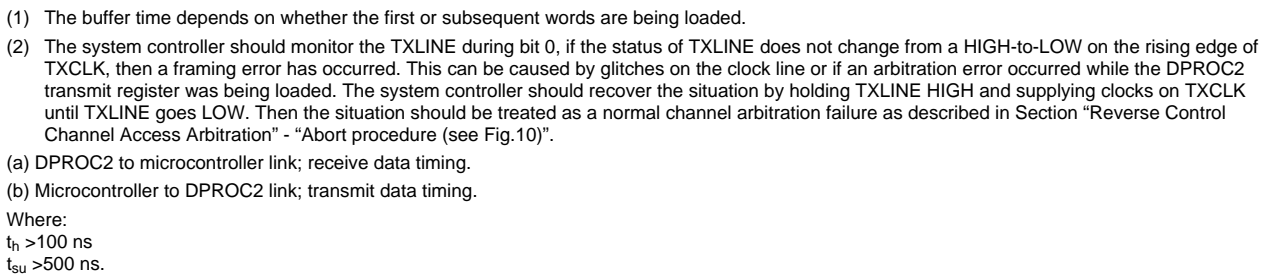 (1) The buffer time depends on whether the first or subsequent words are being loaded.
(2) The system controller should monitor the TXLINE during bit 0, if the status of TXLINE does not change from a HIGH-to-LOW on the rising edge of
TXCLK, then a framing error has occurred. This can be caused by glitches on the clock line or if an arbitration error occurred while the DPROC2
transmit register was being loaded. The system controller should recover the situation by holding TXLINE HIGH and supplying clocks on TXCLK
until TXLINE goes LOW. Then the situation should be treated as a normal channel arbitration failure as described in Section “Reverse Control
Channel Access Arbitration” - “Abort procedure (see Fig.10)”.
(a) DPROC2 to microcontroller link; receive data timing.
(b) Microcontroller to DPROC2 link; transmit data timing.
Where:
th >100 ns
tsu >500 ns.